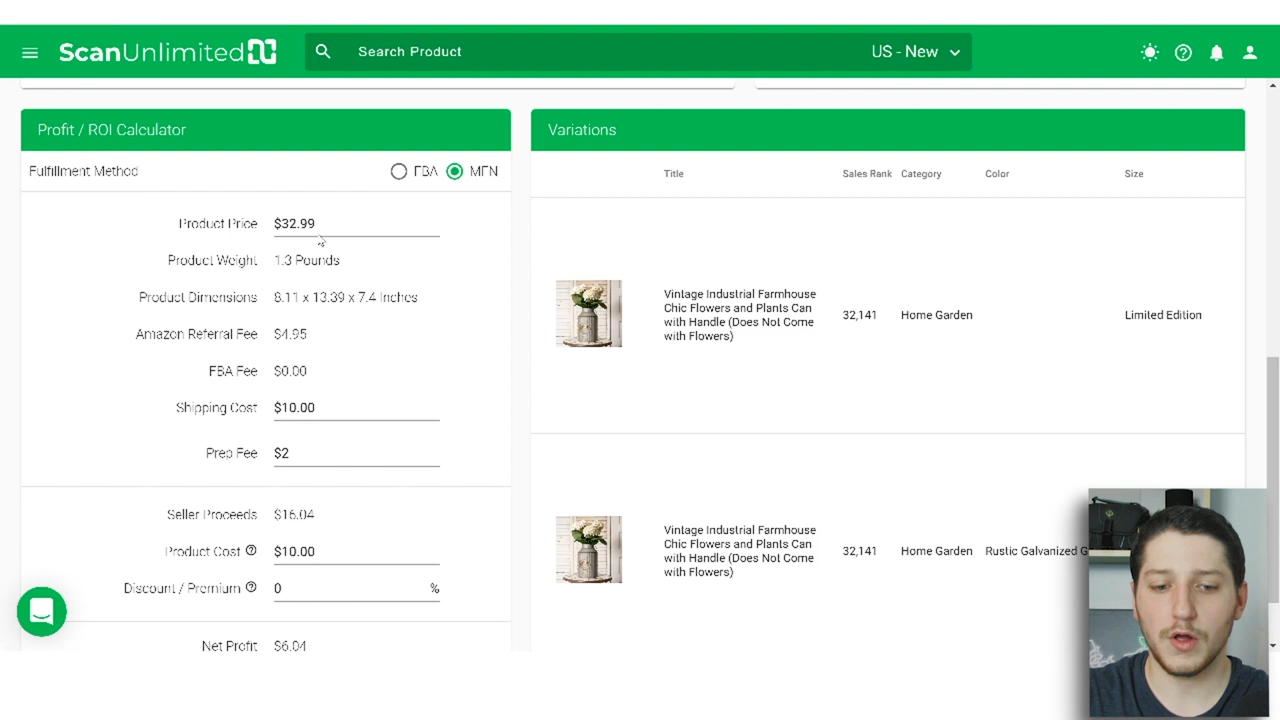 ScanUnlimited
Search Product
US - New
Profit / ROI Calculator
Fulfillment Method
FBA
MFN
Product Price $32.99
Product Weight 1.3 Pounds
Product Dimensions 8.11 x 13.39 x 7.4 Inches
Amazon Referral Fee $4.95
FBA Fee $0.00
Shipping Cost $10.00
Prep Fee $2
Seller Proceeds $16.04
Product Cost $10.00
Discount / Premium 0 %
Net Profit $6.04
Variations
Title Sales Rank Category Color Size
Vintage Industrial Farmhouse
Chic Flowers and Plants Can
with Handle (Does Not Come
with Flowers)
32,141 Home Garden Limited Edition
Vintage Industrial Farmhouse
Chic Flowers and Plants Can
with Handle (Does Not Come
with Flowers)
32,141 Home Garden Rustic Galvanized G